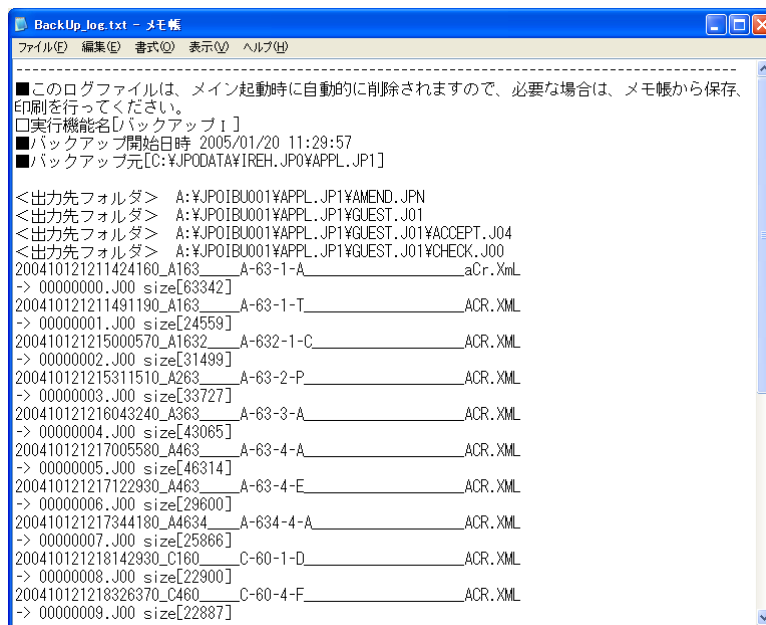 BackUp_log.txt - メモ帳
ファイル(F) 編集(E) 書式(O) 表示(V) ヘルプ(H)
--------------------------------------------------------------------------------
■このログファイルは、メイン起動時に自動的に削除されますので、必要な場合は、メモ帳から保存、
印刷を行ってください。
□実行機能名[バックアップⅠ]
■バックアップ開始日時 2005/01/20 11:29:57
■バックアップ元[C:¥JPODATA¥IREH.JP0¥APPL.JP1]
<出力先フォルダ> A:¥JPOIBU001¥APPL.JP1¥AMEND.JPN
<出力先フォルダ> A:¥JPOIBU001¥APPL.JP1¥GUEST.J01
<出力先フォルダ> A:¥JPOIBU001¥APPL.JP1¥GUEST.J01¥ACCEPT.J04
<出力先フォルダ> A:¥JPOIBU001¥APPL.JP1¥GUEST.J01¥CHECK.J00
200410121211424160_A163_____A-63-1-A____________________aCr.XmL
-> 00000000.J00 size[63342]
200410121211491190_A163_____A-63-1-T____________________ACR.XML
-> 00000001.J00 size[24559]
200410121215000570_A1632____A-632-1-C___________________ACR.XML
-> 00000002.J00 size[31499]
200410121215311510_A263_____A-63-2-P____________________ACR.XML
-> 00000003.J00 size[33727]
200410121216043240_A363_____A-63-3-A____________________ACR.XML
-> 00000004.J00 size[43065]
200410121217005580_A463_____A-63-4-A____________________ACR.XML
-> 00000005.J00 size[46314]
200410121217122930_A463_____A-63-4-E____________________ACR.XML
-> 00000006.J00 size[29600]
200410121217344180_A4634____A-634-4-A___________________ACR.XML
-> 00000007.J00 size[25866]
200410121218142930_C160_____C-60-1-D____________________ACR.XML
-> 00000008.J00 size[22900]
200410121218326370_C460_____C-60-4-F____________________ACR.XML
-> 00000009.J00 size[22887]